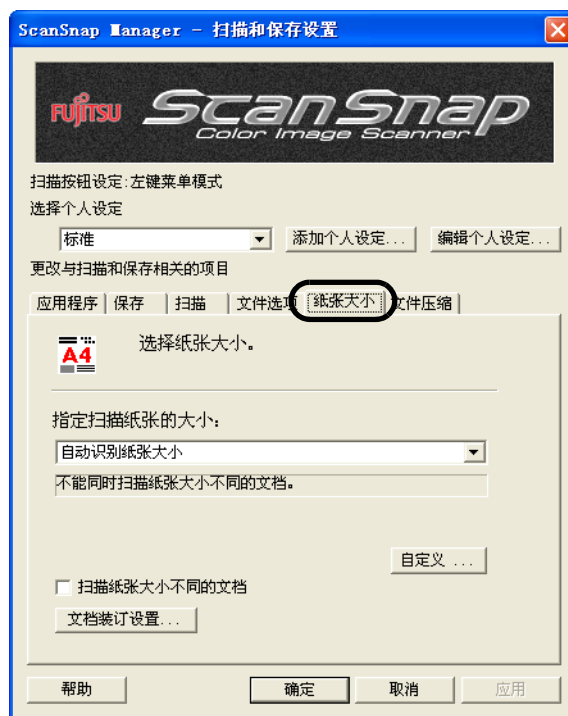 ScanSnap Manager - 扫描和保存设置
FUJITSU ScanSnap
Color Image Scanner
扫描按钮设定:左键菜单模式
选择个人设定
标准 添加个人设定... 编辑个人设定...
更改与扫描和保存相关的项目
应用程序 保存 扫描 文件选项 纸张大小 文件压缩
A4 选择纸张大小。
指定扫描纸张的大小:
自动识别纸张大小
不能同时扫描纸张大小不同的文档。
自定义 ...
扫描纸张大小不同的文档
文档装订设置...
帮助 确定 取消 应用